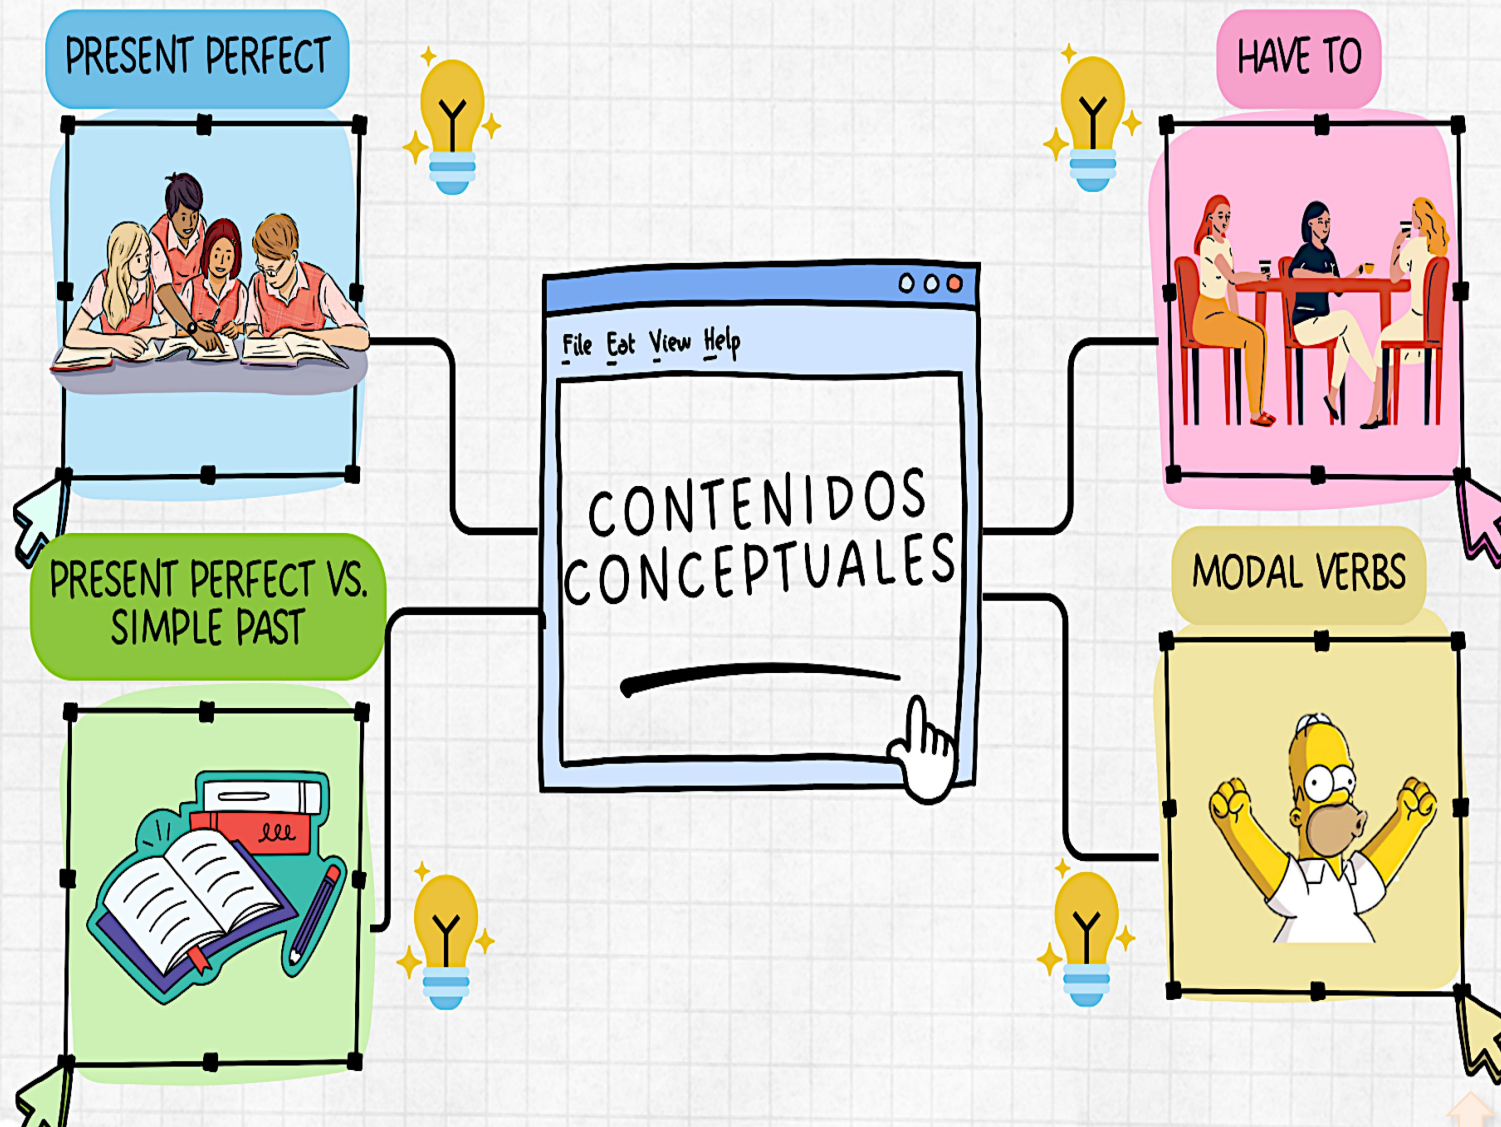 PRESENT PERFECT
HAVE TO
File Eat View Help
CONTENIDOS
CONCEPTUALES
PRESENT PERFECT VS.
SIMPLE PAST
MODAL VERBS